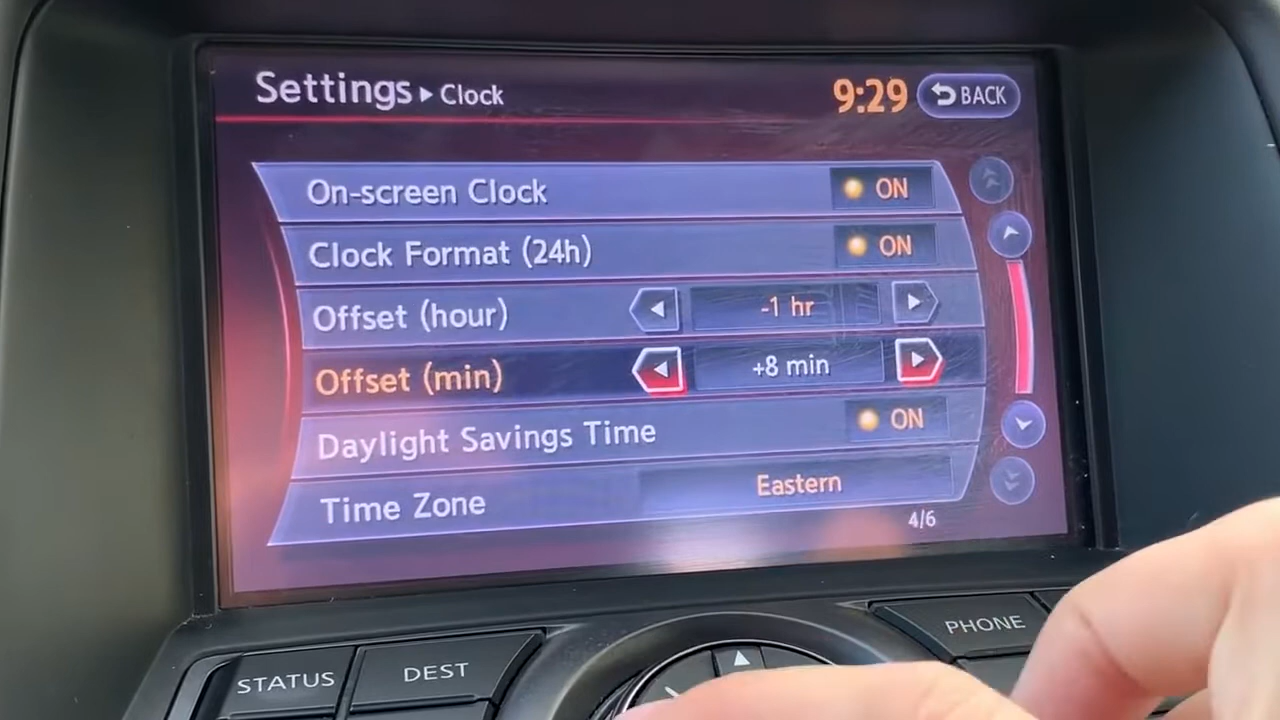 Settings ▸ Clock 9:29 BACK
On-screen Clock ON
Clock Format (24h) ON
Offset (hour) -1 hr
Offset (min) +8 min
Daylight Savings Time ON
Time Zone Eastern
4/6
STATUS DEST PHONE